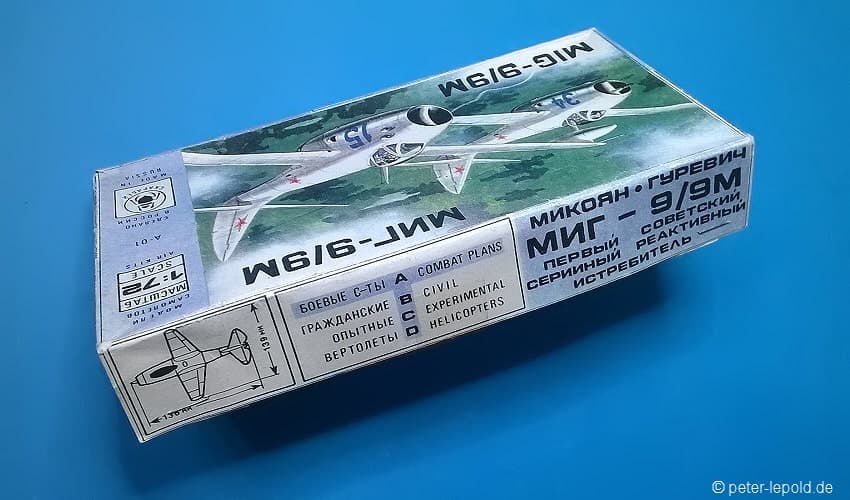 MIG-9/9M
15
34
МИГ-9/9М
MADE IN
RUSSIA
СДЕЛАНО
В РОССИИ
A-01
AIR KITS
1:72
SCALE
МАСШТАБ
МОДЕЛИ
САМОЛЕТОВ
МИКОЯН • ГУРЕВИЧ
МИГ - 9/9М
ПЕРВЫЙ СОВЕТСКИЙ
СЕРИЙНЫЙ РЕАКТИВНЫЙ
ИСТРЕБИТЕЛЬ
БОЕВЫЕ С-ТЫ A COMBAT PLANS
ГРАЖДАНСКИЕ B CIVIL
ОПЫТНЫЕ C EXPERIMENTAL
ВЕРТОЛЕТЫ D HELICOPTERS
139 мм
136 мм
© peter-lepold.de